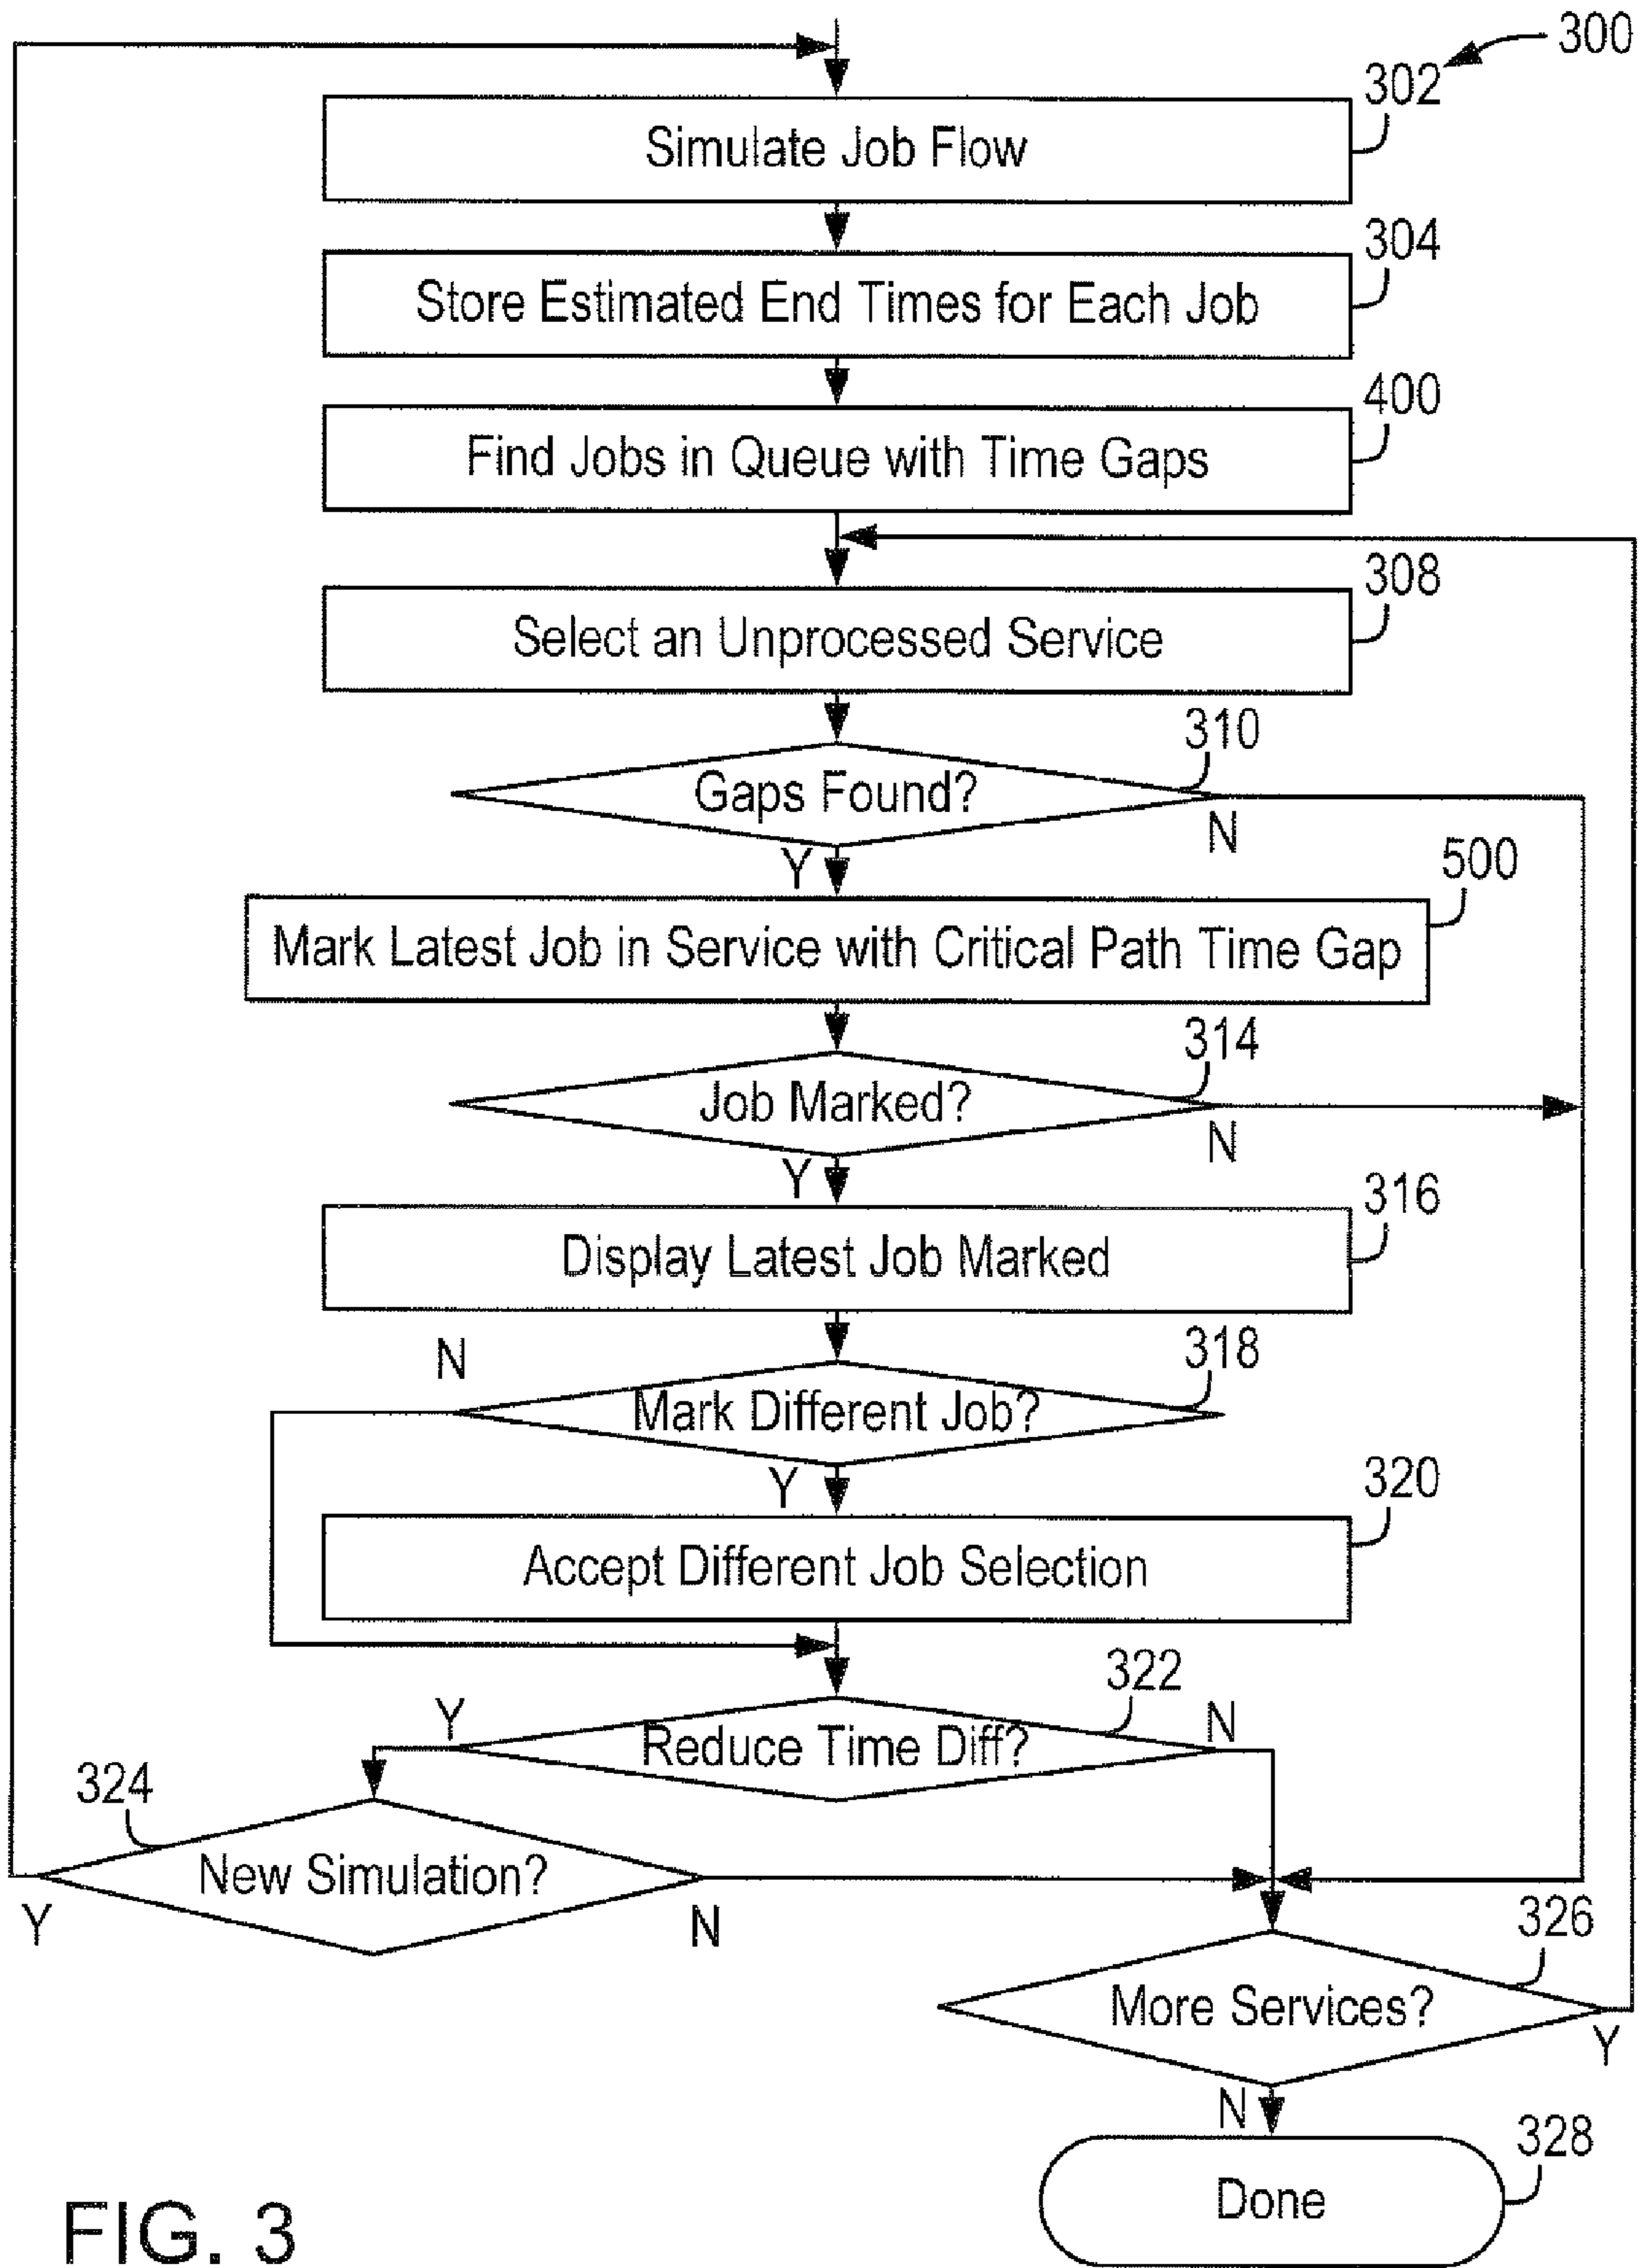 300
302
Simulate Job Flow
304
Store Estimated End Times for Each Job
400
Find Jobs in Queue with Time Gaps
308
Select an Unprocessed Service
310
Gaps Found?
N
Y
500
Mark Latest Job in Service with Critical Path Time Gap
314
Job Marked?
N
Y
316
Display Latest Job Marked
N
318
Mark Different Job?
Y
320
Accept Different Job Selection
322
Y
N
Reduce Time Diff?
324
New Simulation?
Y
N
326
More Services?
Y
N
328
Done
FIG. 3